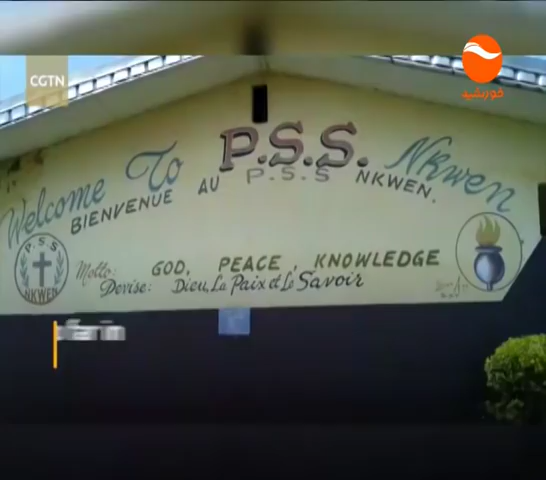 CGTN
خورشید
Welcome To P.S.S. Nkwen
BIENVENUE AU P.S.S NKWEN.
P.S.S
NKWEN
Motto: GOD, PEACE, KNOWLEDGE
Devise: Dieu, La Paix et Le Savoir